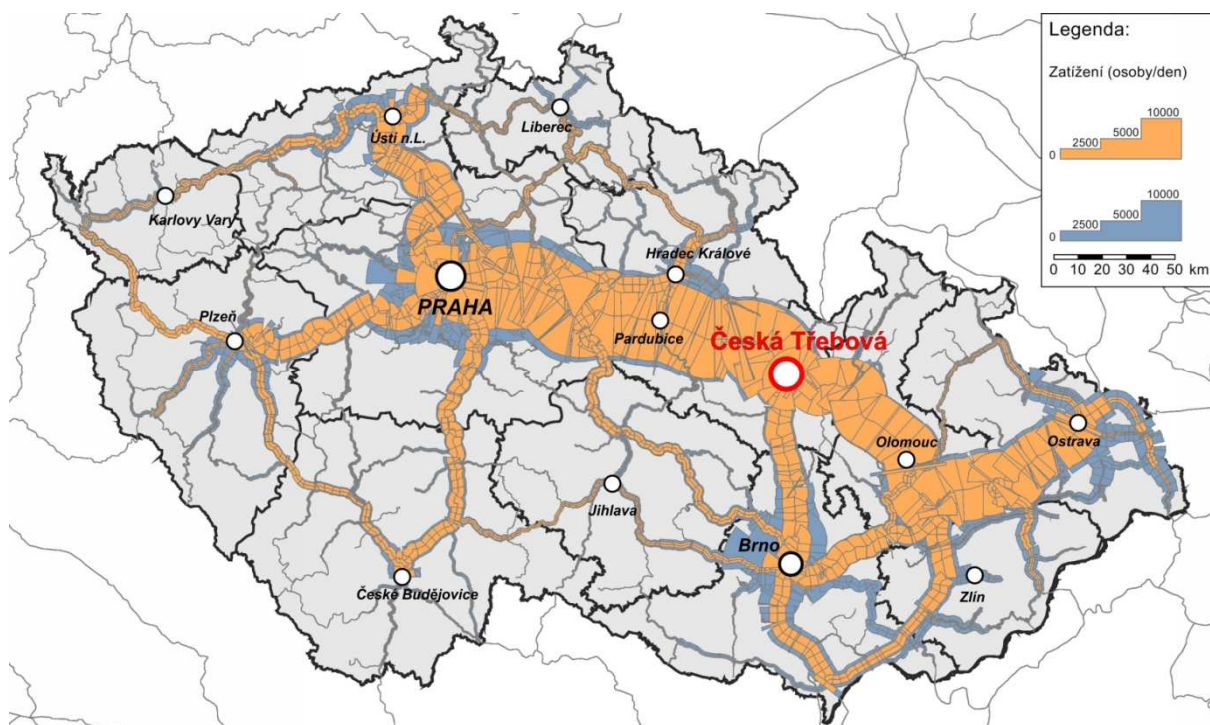 Legenda:
Zatížení (osoby/den)
10000
5000
2500
0
10000
5000
2500
0
0 10 20 30 40 50
km
Ústi n.L.
Liberec
Karlovy Vary
Hradec Králové
PRAHA
Plzeň
Pardubice
Česká Třebová
Olomouc
Ostrava
Jihlava
Brno
České Budějovice
Zlín